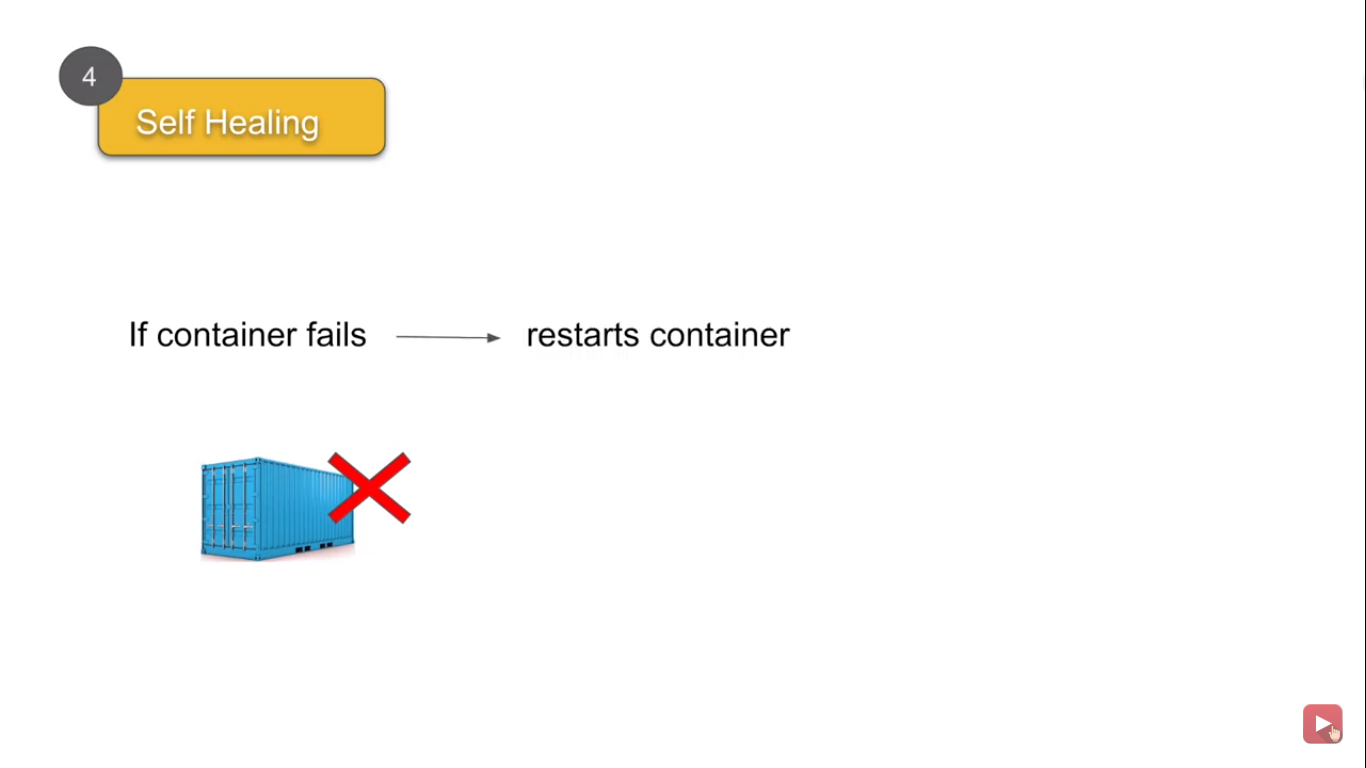 4
Self Healing
If container fails
restarts container